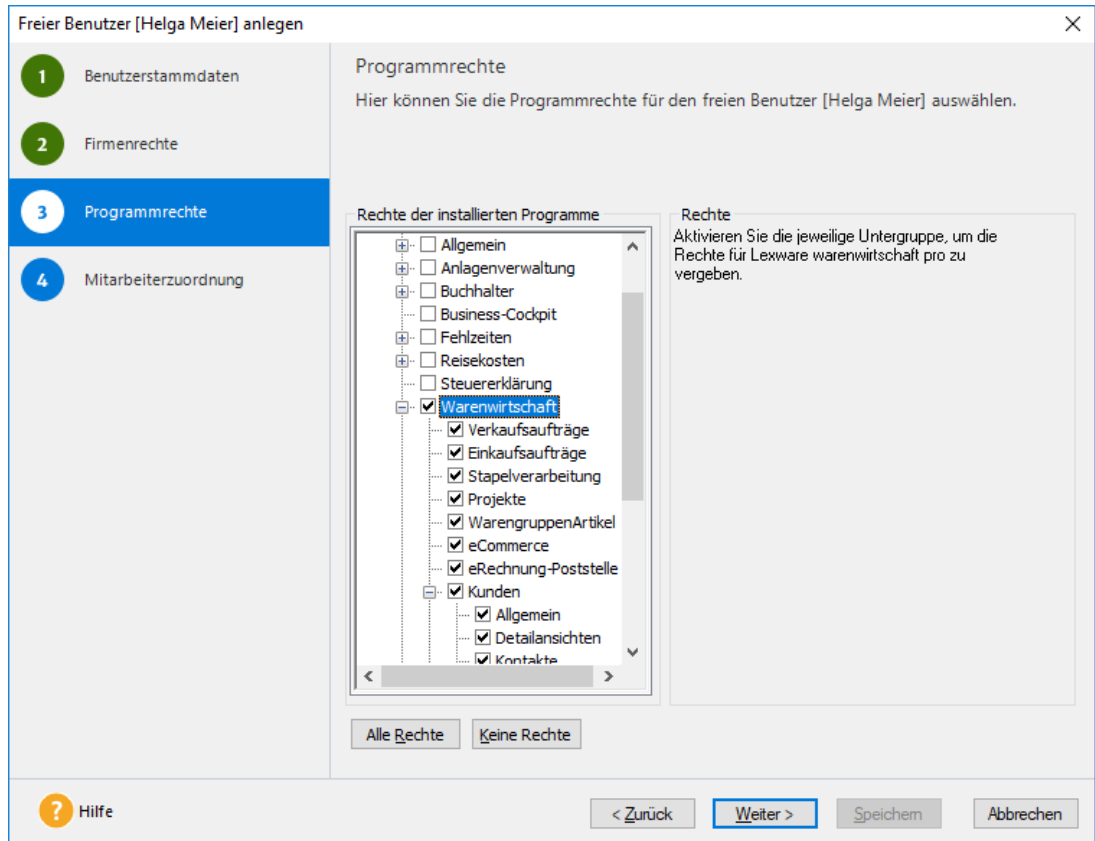 Freier Benutzer [Helga Meier] anlegen
1 Benutzerstammdaten
2 Firmenrechte
3 Programmrechte
4 Mitarbeiterzuordnung
Programmrechte
Hier können Sie die Programmrechte für den freien Benutzer [Helga Meier] auswählen.
Rechte der installierten Programme
Allgemein
Anlagenverwaltung
Buchhalter
Business-Cockpit
Fehlzeiten
Reisekosten
Steuererklärung
Warenwirtschaft
Verkaufsaufträge
Einkaufsaufträge
Stapelverarbeitung
Projekte
WarengruppenArtikel
eCommerce
eRechnung-Poststelle
Kunden
Allgemein
Detailansichten
Kontakte
Rechte
Aktivieren Sie die jeweilige Untergruppe, um die
Rechte für Lexware warenwirtschaft pro zu
vergeben.
Alle Rechte
Keine Rechte
? Hilfe
< Zurück
Weiter >
Speichern
Abbrechen